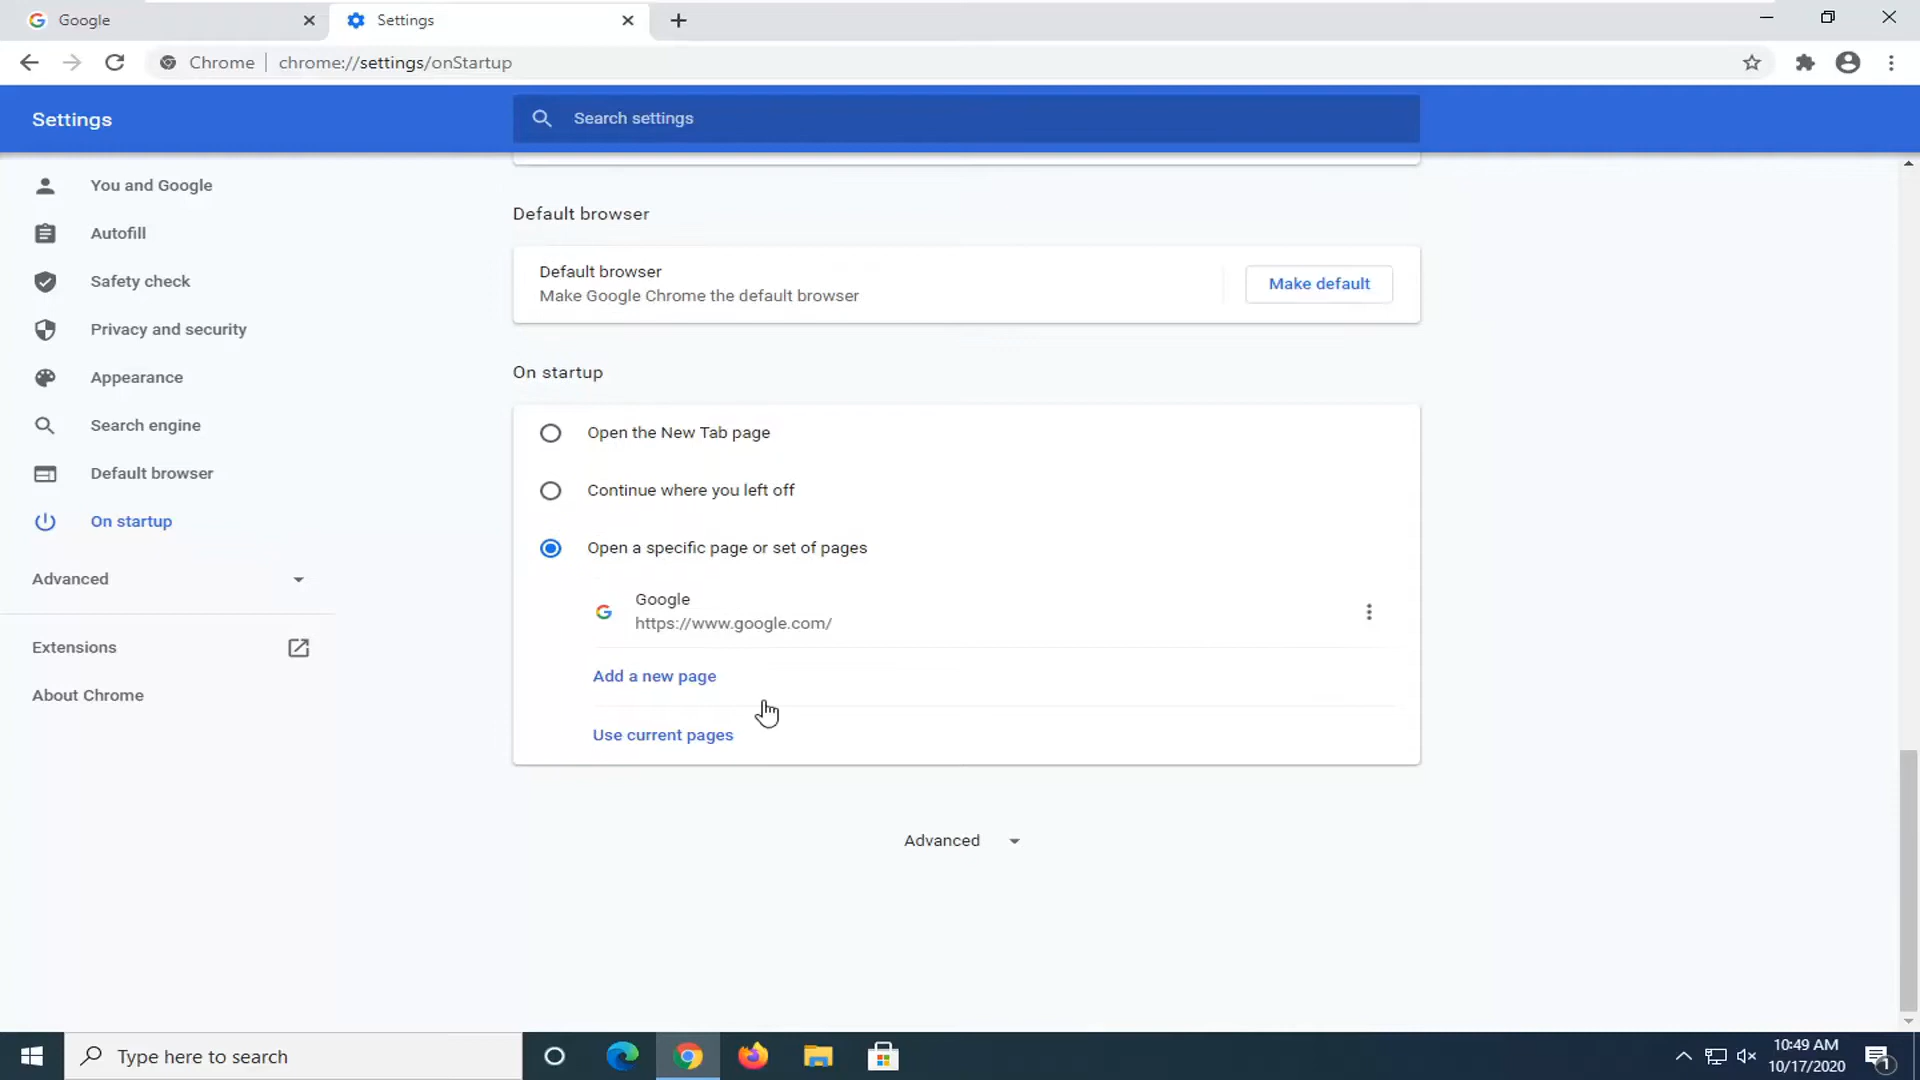 Google
Settings
Chrome
chrome://settings/onStartup
Settings
Search settings
You and Google
Autofill
Safety check
Privacy and security
Appearance
Search engine
Default browser
On startup
Advanced
Extensions
About Chrome
Default browser
Default browser
Make Google Chrome the default browser
Make default
On startup
Open the New Tab page
Continue where you left off
Open a specific page or set of pages
Google
https://www.google.com/
Add a new page
Use current pages
Advanced
Type here to search
10:49 AM
10/17/2020
1